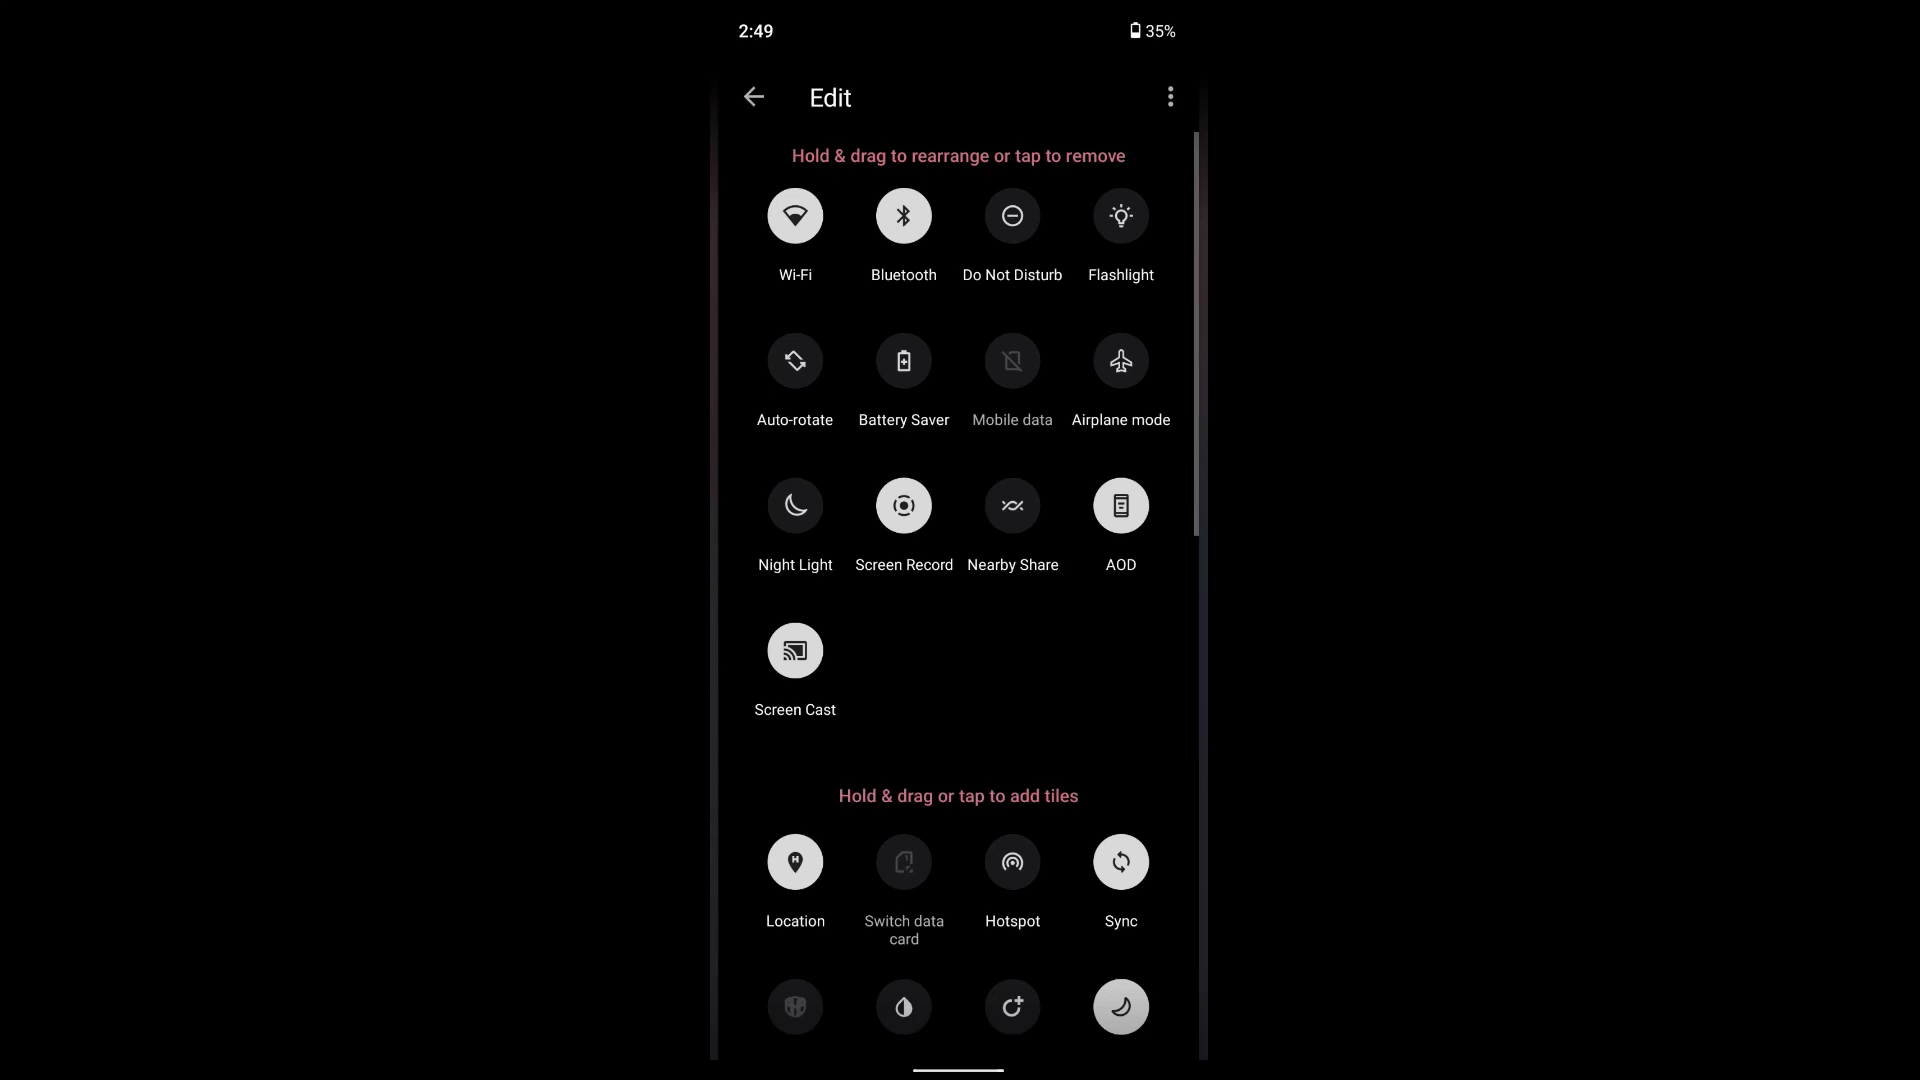 2:49
35%
Edit
Hold & drag to rearrange or tap to remove
Wi-Fi
Bluetooth
Do Not Disturb
Flashlight
Auto-rotate
Battery Saver
Mobile data
Airplane mode
Night Light
Screen Record
Nearby Share
AOD
Screen Cast
Hold & drag or tap to add tiles
Location
Switch data
card
Hotspot
Sync